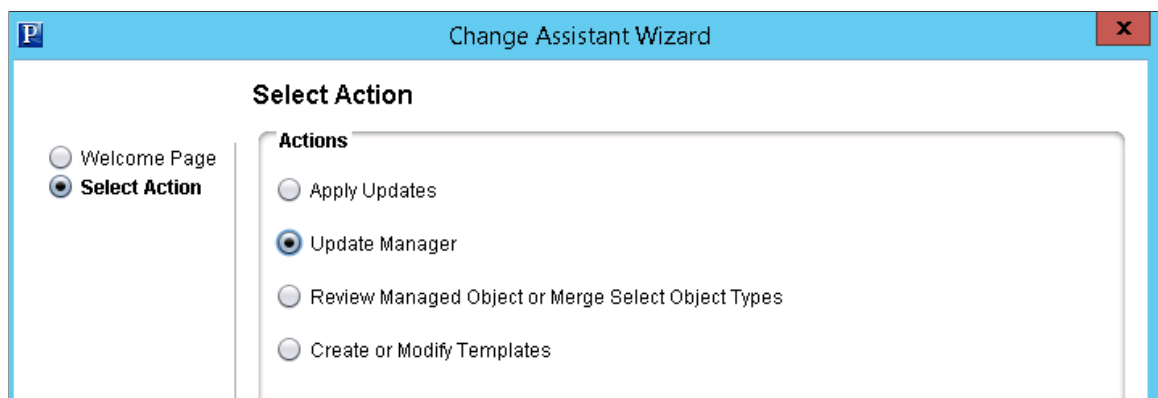 P
Change Assistant Wizard
x
Select Action
Welcome Page
Select Action
Actions
Apply Updates
Update Manager
Review Managed Object or Merge Select Object Types
Create or Modify Templates